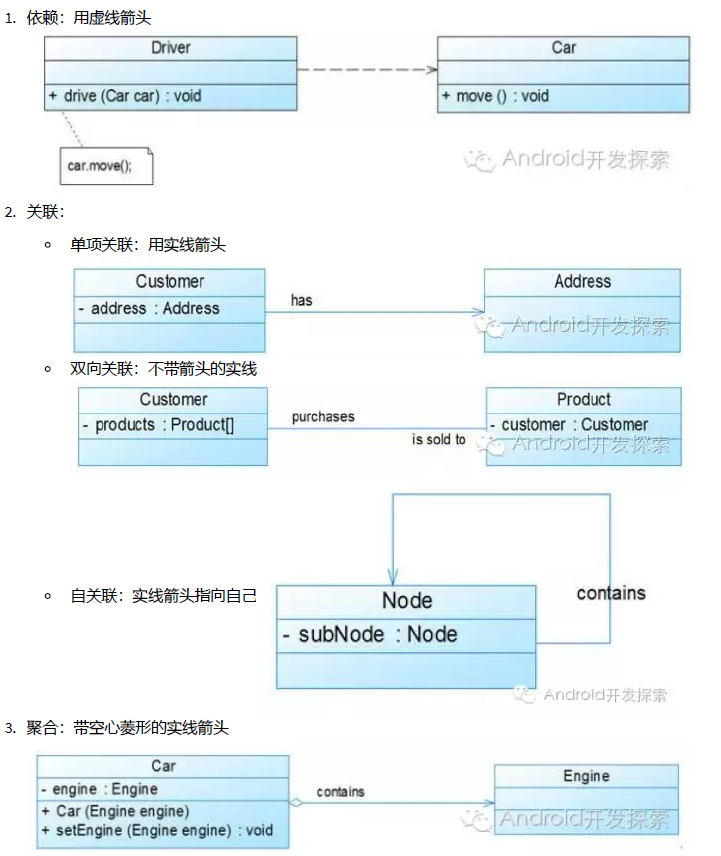 1. 依赖：用虚线箭头
Driver
Car
+ drive (Car car) : void
+ move () : void
car.move();
Android开发探索
2. 关联：
单项关联：用实线箭头
Customer
Address
- address : Address
has
Android开发探索
双向关联：不带箭头的实线
Customer
Product
- products : Product[]
purchases
- customer : Customer
is sold to
Android开发探索
自关联：实线箭头指向自己
Node
contains
- subNode : Node
Android开发探索
3. 聚合：带空心菱形的实线箭头
Car
Engine
- engine : Engine
contains
+ Car (Engine engine)
+ setEngine (Engine engine) : void
Android开发探索